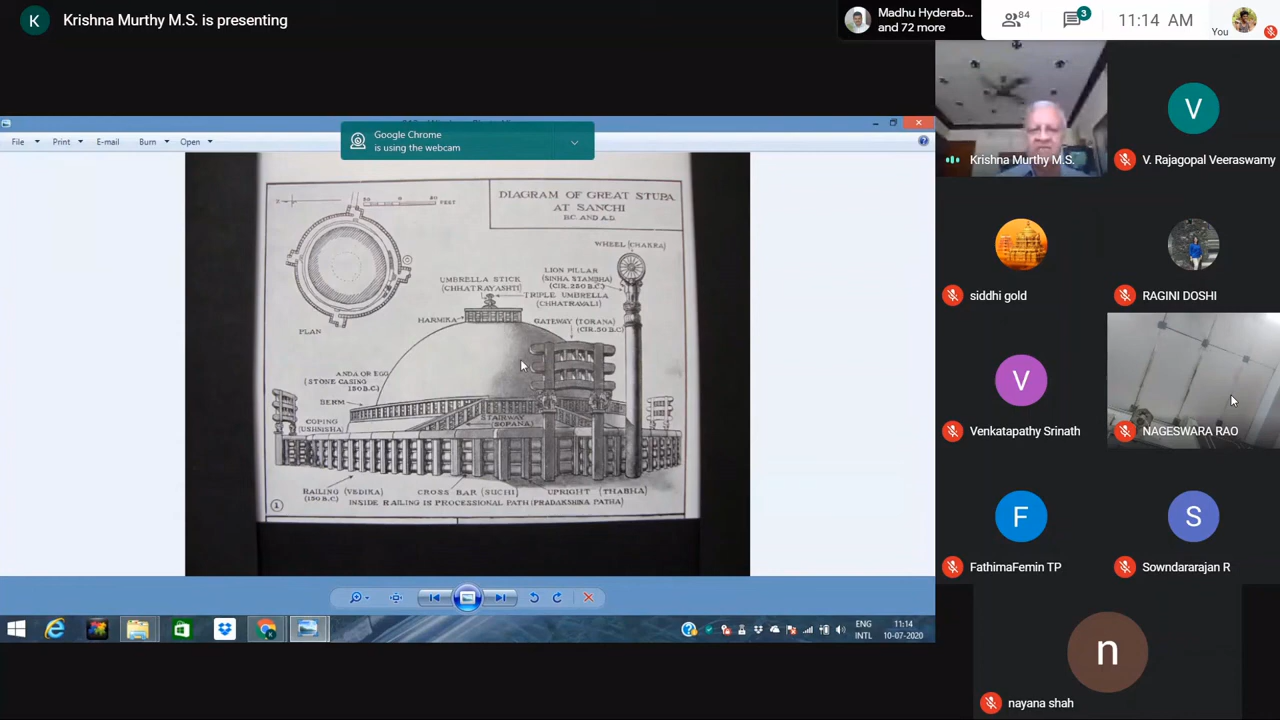 Krishna Murthy M.S. is presenting
Madhu Hyderab...
and 72 more
84
3
11:14 AM
You
Google Chrome
is using the webcam
File
Print
E-mail
Burn
Open
DIAGRAM OF GREAT STUPA
AT SANCHI
B.C. AND A.D.
50 0 50
FEET
WHEEL (CHAKRA)
LION PILLAR
(SINHA STAMBHA)
(CIR. 250 B.C.)
UMBRELLA STICK
(CHHATRAYASHTI)
TRIPLE UMBRELLA
(CHHATRAVALI)
HARMIKA
GATEWAY (TORANA)
(CIR. 50 B.C)
PLAN
ANDA OR EGG
(STONE CASING
150 B.C.)
BERM
COPING
(USHNISHA)
STAIRWAY
(SOPANA)
RAILING (VEDIKA)
(150 B.C.)
CROSS BAR (SUCHI)
UPRIGHT (THABHA)
INSIDE RAILING IS PROCESSIONAL PATH (PRADAKSHINA PATHA)
1
ENG
INTL
11:14
10-07-2020
Krishna Murthy M.S.
V
V. Rajagopal Veeraswamy
siddhi gold
RAGINI DOSHI
V
Venkatapathy Srinath
NAGESWARA RAO
F
FathimaFemin TP
S
Sowndararajan R
n
nayana shah
K